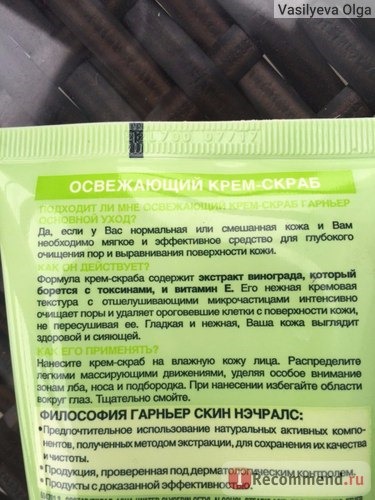 Vasilyeva Olga
ОСВЕЖАЮЩИЙ КРЕМ-СКРАБ
ПОДХОДИТ ЛИ МНЕ ОСВЕЖАЮЩИЙ КРЕМ-СКРАБ ГАРНЬЕР
ОСНОВНОЙ УХОД?
Да, если у Вас нормальная или смешанная кожа и Вам
необходимо мягкое и эффективное средство для глубокого
очищения пор и выравнивания поверхности кожи.
КАК ОН ДЕЙСТВУЕТ?
Формула крем-скраба содержит экстракт винограда, который
борется с токсинами, и витамин Е. Его нежная кремовая
текстура с отшелушивающими микрочастицами интенсивно
очищает поры и удаляет ороговевшие клетки с поверхности кожи,
не пересушивая ее. Гладкая и нежная, Ваша кожа выглядит
здоровой и сияющей.
КАК ЕГО ПРИМЕНЯТЬ?
Нанесите крем-скраб на влажную кожу лица. Распределите
легкими массирующими движениями, уделяя особое внимание
зонам лба, носа и подбородка. При нанесении избегайте области
вокруг глаз. Тщательно смойте.
ФИЛОСОФИЯ ГАРНЬЕР СКИН НЭЧРАЛС:
•Предпочтительное использование натуральных активных компо-
нентов, полученных методом экстракции, для сохранения их качества
и чистоты.
•Продукция, проверенная под дерматологическим контролем.
•Продукты с доказанной эффективностью
iRecommend.ru